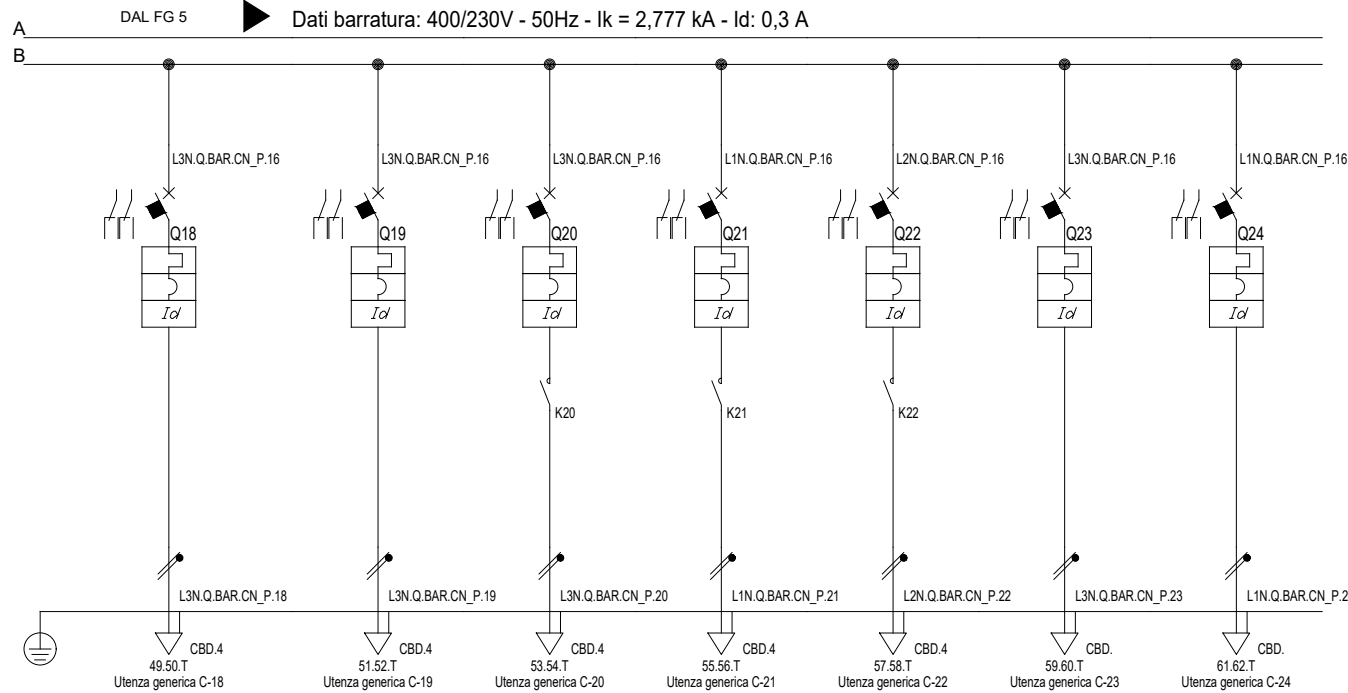 DAL FG 5 Dati barratura: 400/230V - 50Hz - Ik = 2,777 kA - Id: 0,3 A
A
B
L3N.Q.BAR.CN_P.16 L3N.Q.BAR.CN_P.16 L3N.Q.BAR.CN_P.16 L1N.Q.BAR.CN_P.16 L2N.Q.BAR.CN_P.16 L3N.Q.BAR.CN_P.16 L1N.Q.BAR.CN_P.16
Q18 Q19 Q20 Q21 Q22 Q23 Q24
Id Id Id Id Id Id Id
K20 K21 K22
L3N.Q.BAR.CN_P.18 L3N.Q.BAR.CN_P.19 L3N.Q.BAR.CN_P.20 L1N.Q.BAR.CN_P.21 L2N.Q.BAR.CN_P.22 L3N.Q.BAR.CN_P.23 L1N.Q.BAR.CN_P.2
CBD.4 CBD.4 CBD.4 CBD.4 CBD.4 CBD. CBD.
49.50.T 51.52.T 53.54.T 55.56.T 57.58.T 59.60.T 61.62.T
Utenza generica C-18 Utenza generica C-19 Utenza generica C-20 Utenza generica C-21 Utenza generica C-22 Utenza generica C-23 Utenza generica C-24